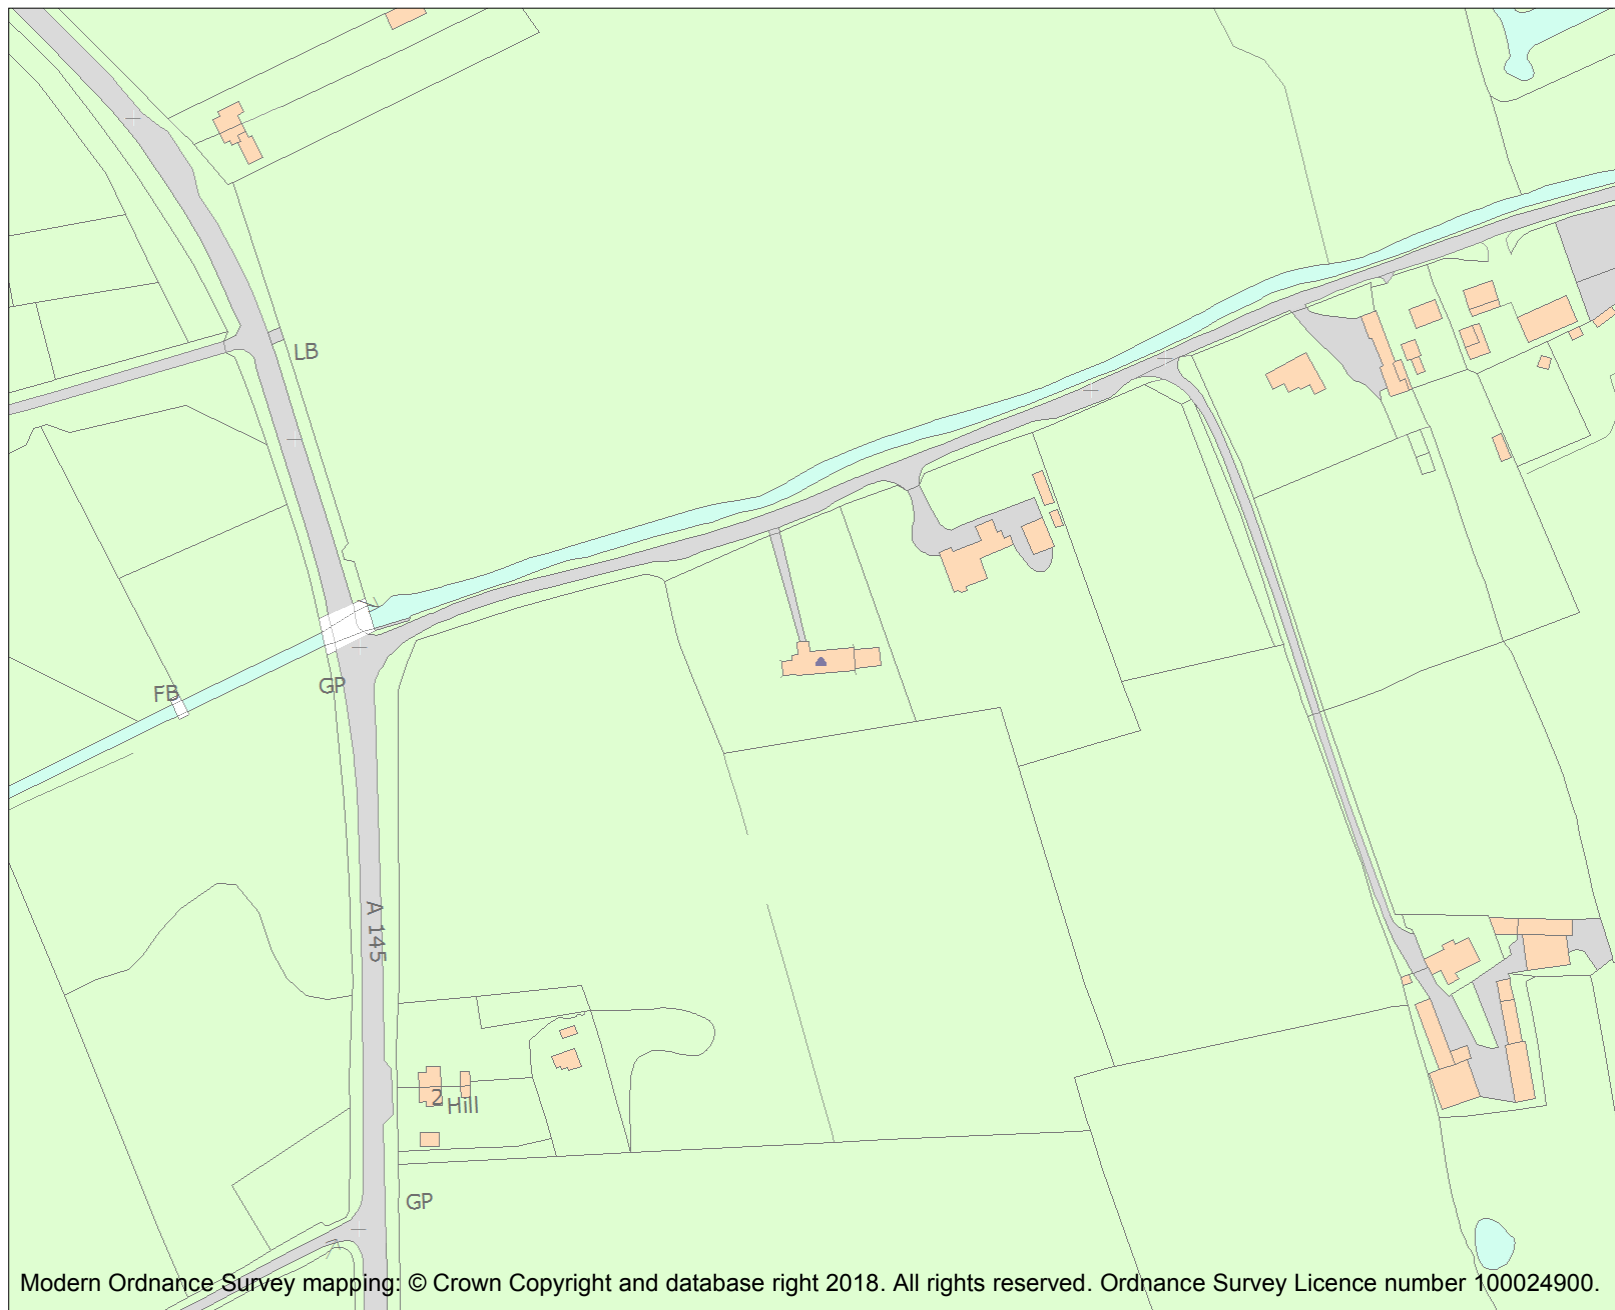 LB
FB
GP
A 145
2
Hill
GP
Modern Ordnance Survey mapping: © Crown Copyright and database right 2018. All rights reserved. Ordnance Survey Licence number 100024900.